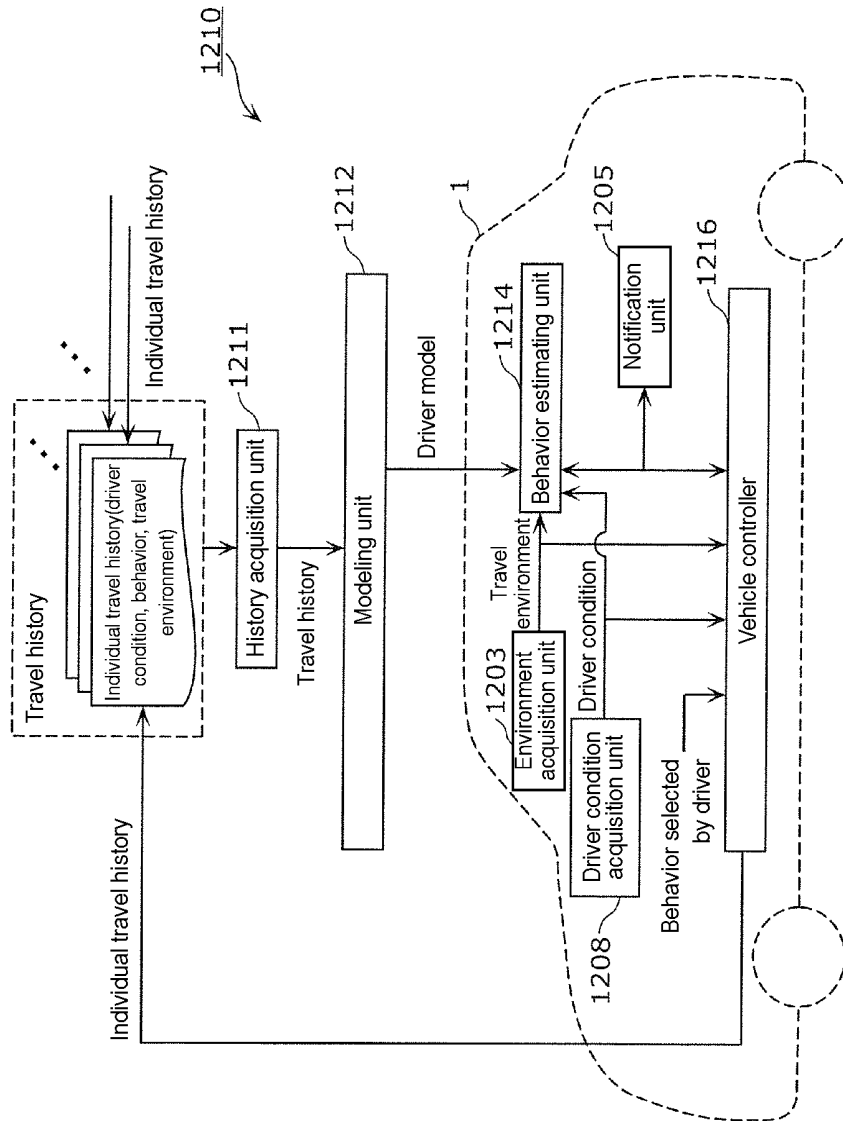 1210
Travel history
Individual travel history(driver
condition, behavior, travel
environment)
Individual travel history
Individual travel history
1211
History acquisition unit
Travel history
1212
Modeling unit
Driver model
1
1203
Environment
acquisition unit
Travel
environment
1214
Behavior estimating unit
1205
Notification
unit
1208
Driver condition
acquisition unit
Driver condition
Behavior selected
by driver
1216
Vehicle controller